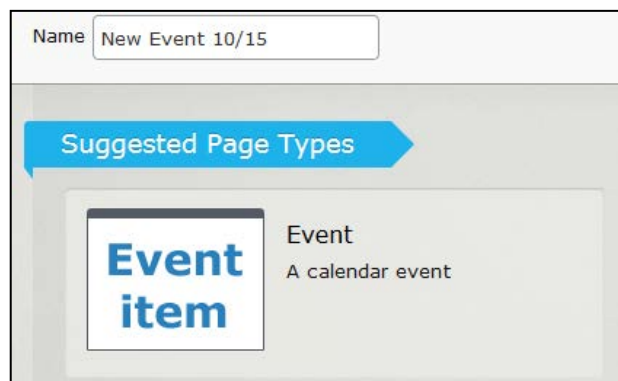 Name New Event 10/15
Suggested Page Types
Event
item
Event
A calendar event